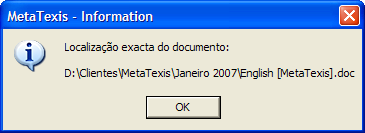 MetaTexis - Information
Localização exacta do documento:
D:\Clientes\MetaTexis\Janeiro 2007\English [MetaTexis].doc
OK